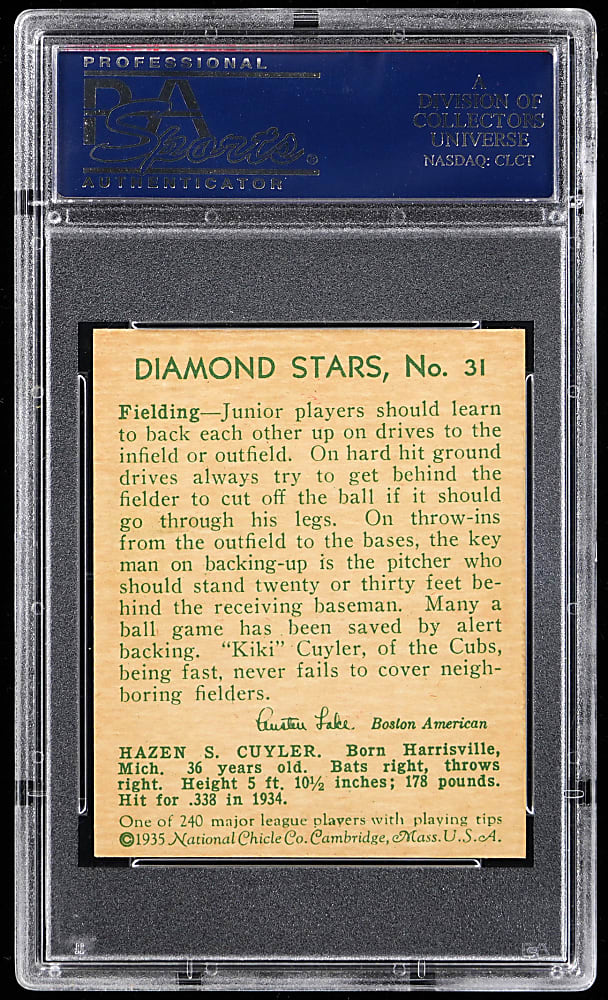 PROFESSIONAL
PSA
Sports
AUTHENTICATOR
A
DIVISION OF
COLLECTORS
UNIVERSE
NASDAQ: CLCT
DIAMOND STARS, No. 31
Fielding—Junior players should learn
to back each other up on drives to the
infield or outfield. On hard hit ground
drives always try to get behind the
fielder to cut off the ball if it should
go through his legs. On throw-ins
from the outfield to the bases, the key
man on backing-up is the pitcher who
should stand twenty or thirty feet be-
hind the receiving baseman. Many a
ball game has been saved by alert
backing. "Kiki" Cuyler, of the Cubs,
being fast, never fails to cover neigh-
boring fielders.
Austen Lake Boston American
HAZEN S. CUYLER. Born Harrisville,
Mich. 36 years old. Bats right, throws
right. Height 5 ft. 10½ inches; 178 pounds.
Hit for .338 in 1934.
One of 240 major league players with playing tips
©1935 National Chicle Co. Cambridge, Mass. U.S.A.